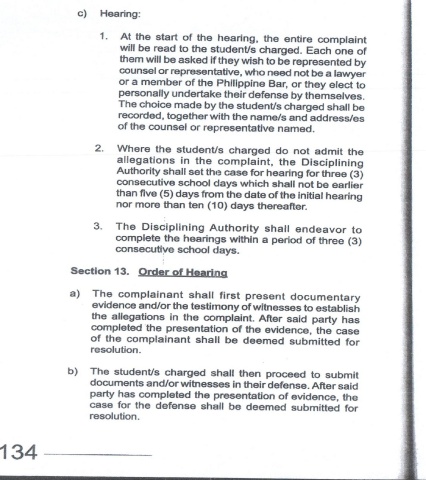 c) Hearing:
1. At the start of the hearing, the entire complaint
will be read to the student/s charged. Each one of
them will be asked if they wish to be represented by
counsel or representative, who need not be a lawyer
or a member of the Philippine Bar, or they elect to
personally undertake their defense by themselves.
The choice made by the student/s charged shall be
recorded, together with the name/s and address/es
of the counsel or representative named.
2. Where the student/s charged do not admit the
allegations in the complaint, the Disciplining
Authority shall set the case for hearing for three (3)
consecutive school days which shall not be earlier
than five (5) days from the date of the initial hearing
nor more than ten (10) days thereafter.
3. The Disciplining Authority shall endeavor to
complete the hearings within a period of three (3)
consecutive school days.
Section 13. Order of Hearing
a) The complainant shall first present documentary
evidence and/or the testimony of witnesses to establish
the allegations in the complaint. After said party has
completed the presentation of the evidence, the case
of the complainant shall be deemed submitted for
resolution.
b) The student/s charged shall then proceed to submit
documents and/or witnesses in their defense. After said
party has completed the presentation of evidence, the
case for the defense shall be deemed submitted for
resolution.
134